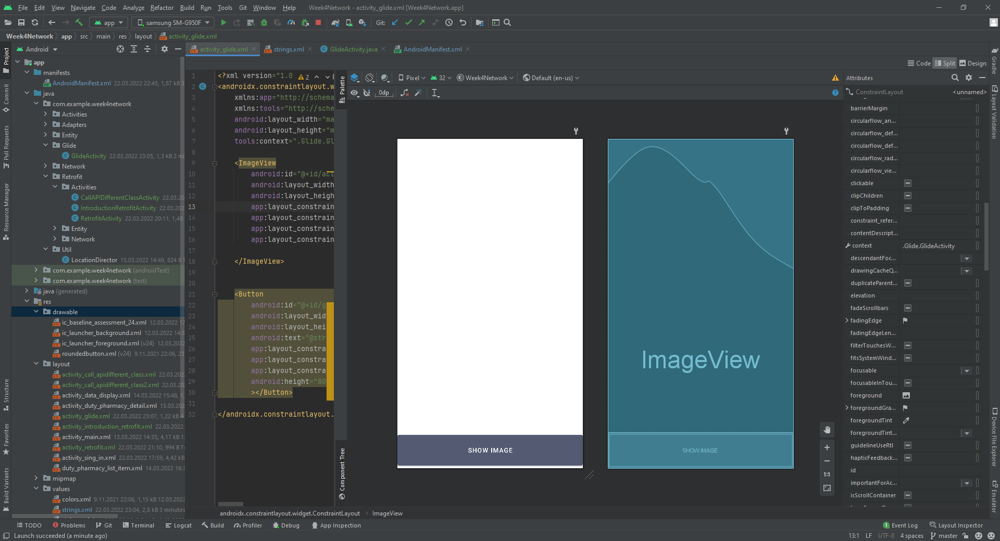 File Edit View Navigate Code Analyze Refactor Build Run Tools Git Window Help Week4Network - activity_glide.xml [Week4Network.app]
app samsung SM-G950F Git:
Week4Network app src main res layout activity_glide.xml
Android activity_glide.xml strings.xml GlideActivity.java AndroidManifest.xml
Code Split Design
Project
Commit
Pull Requests
Resource Manager
Structure
Favorites
Build Variants
app
manifests
AndroidManifest.xml 22.03.2022 22:45, 1,87 kB 3
java
com.example.week4network
Activities
Adapters
Entity
Glide
GlideActivity 22.03.2022 23:05, 1,3 kB 2 mi
Network
Retrofit
Activities
CallAPIDifferentClassActivity 22.03.20
IntroductionRetrofitActivity 22.03.202
RetrofitActivity 22.03.2022 20:11, 1,48
Entity
Network
Util
LocationDirector 15.03.2022 14:49, 824 B 1
com.example.week4network (androidTest)
com.example.week4network (test)
java (generated)
res
drawable
ic_baseline_assessment_24.xml 12.03.2022 17
ic_launcher_background.xml 12.03.2022 14:3
ic_launcher_foreground.xml (v24) 12.03.2022
roundedbutton.xml (v24) 9.11.2021 22:06, 23
layout
activity_call_apidifferent_class.xml 22.03.202
activity_call_apidifferent_class2.xml 22.03.20
activity_data_display.xml 14.03.2022 15:48, 1
activity_duty_pharmacy_detail.xml 15.03.202
activity_glide.xml 22.03.2022 23:07, 1,22 kB A
activity_introduction_retrofit.xml 22.03.2022
activity_main.xml 13.03.2022 14:35, 4,17 kB 1
activity_retrofit.xml 22.03.2022 21:10, 994 B T
activity_sing_in.xml 22.03.2022 17:59, 4,42 kB
duty_pharmacy_list_item.xml 14.03.2022 16:3
mipmap
values
colors.xml 9.11.2021 22:06, 1,15 kB 12.03.2022
strings.xml 22.03.2022 23:04, 2,8 kB 3 minutes
1 <?xml version="1.0 2
2 <androidx.constraintlayout.w
3 xmlns:app="http://schema
4 xmlns:tools="http://sche
5 android:layout_width="ma
6 android:layout_height="m
7 tools:context=".Glide.Gl
8
9 <ImageView
10 android:id="@+id/act
11 android:layout_width
12 android:layout_heigh
13 app:layout_constrain
14 app:layout_constrain
15 app:layout_constrain
16 app:layout_constrain
17
18 </ImageView>
19
20
21 <Button
22 android:id="@+id/g
23 android:layout_wid
24 android:layout_hei
25 android:text="@str
26 app:layout_constra
27 app:layout_constra
28 app:layout_constra
29 android:height="80
30 ></Button>
31
32 </androidx.constraintlayout.
Palette
Component Tree
Pixel 32 Week4Network Default (en-us)
0dp
SHOW IMAGE
ImageView
SHOW IMAGE
1:1
Attributes
ConstraintLayout <unnamed>
barrierMargin
circularflow_an...
circularflow_def...
circularflow_def...
circularflow_rad...
circularflow_vie...
clickable
clipChildren
clipToPadding
constraint_refer...
contentDescript...
context .Glide.GlideActivity
descendantFoc...
drawingCacheQ...
duplicateParent...
elevation
fadeScrollbars
fadingEdge
fadingEdgeLen...
filterTouchesW...
fitsSystemWind...
focusable
focusableInTou...
foreground
foregroundGra...
foregroundTint
foregroundTint...
guidelineUseRtl
hapticFeedback...
id
importantForAc...
isScrollContainer
Gradle
Layout Validation
Device File Explorer
Emulator
androidx.constraintlayout.widget.ConstraintLayout ImageView
TODO Problems Git Terminal Logcat Build Profiler Debug App Inspection 1 Event Log Layout Inspector
Launch succeeded (a minute ago) 13:1 LF UTF-8 4 spaces master